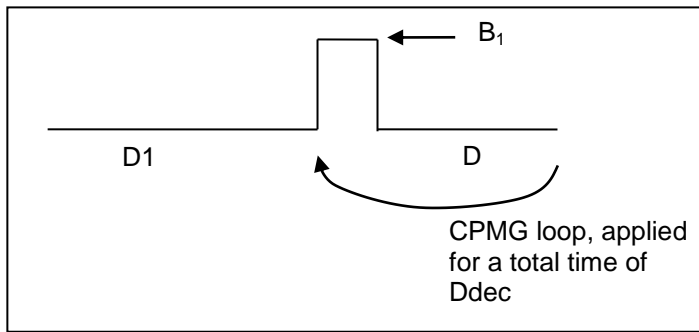 B₁
D1
D
CPMG loop, applied
for a total time of
Ddec